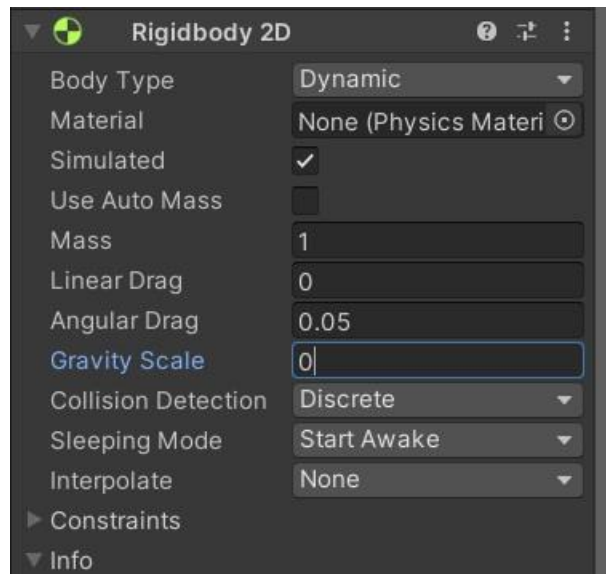 Rigidbody 2D
Body Type Dynamic
Material None (Physics Materi
Simulated
Use Auto Mass
Mass 1
Linear Drag 0
Angular Drag 0.05
Gravity Scale 0
Collision Detection Discrete
Sleeping Mode Start Awake
Interpolate None
Constraints
Info